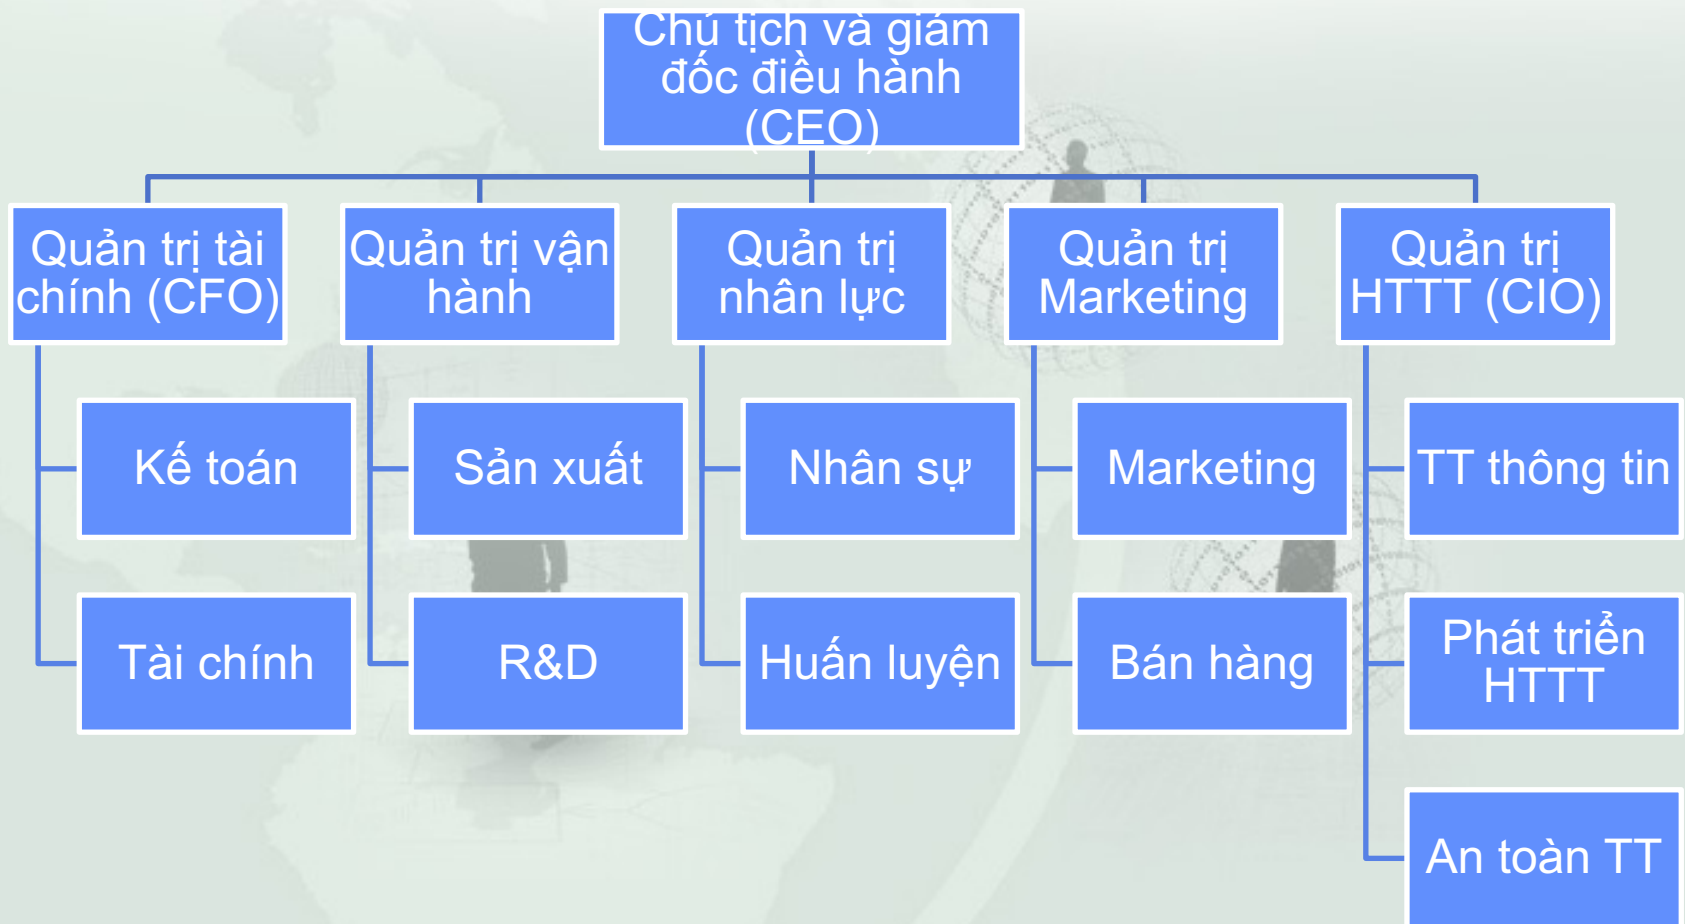 Chủ tịch và giám
đốc điều hành
(CEO)
Quản trị tài
chính (CFO)
Quản trị vận
hành
Quản trị
nhân lực
Quản trị
Marketing
Quản trị
HTTT (CIO)
Kế toán
Sản xuất
Nhân sự
Marketing
TT thông tin
Tài chính
R&D
Huấn luyện
Bán hàng
Phát triển
HTTT
An toàn TT